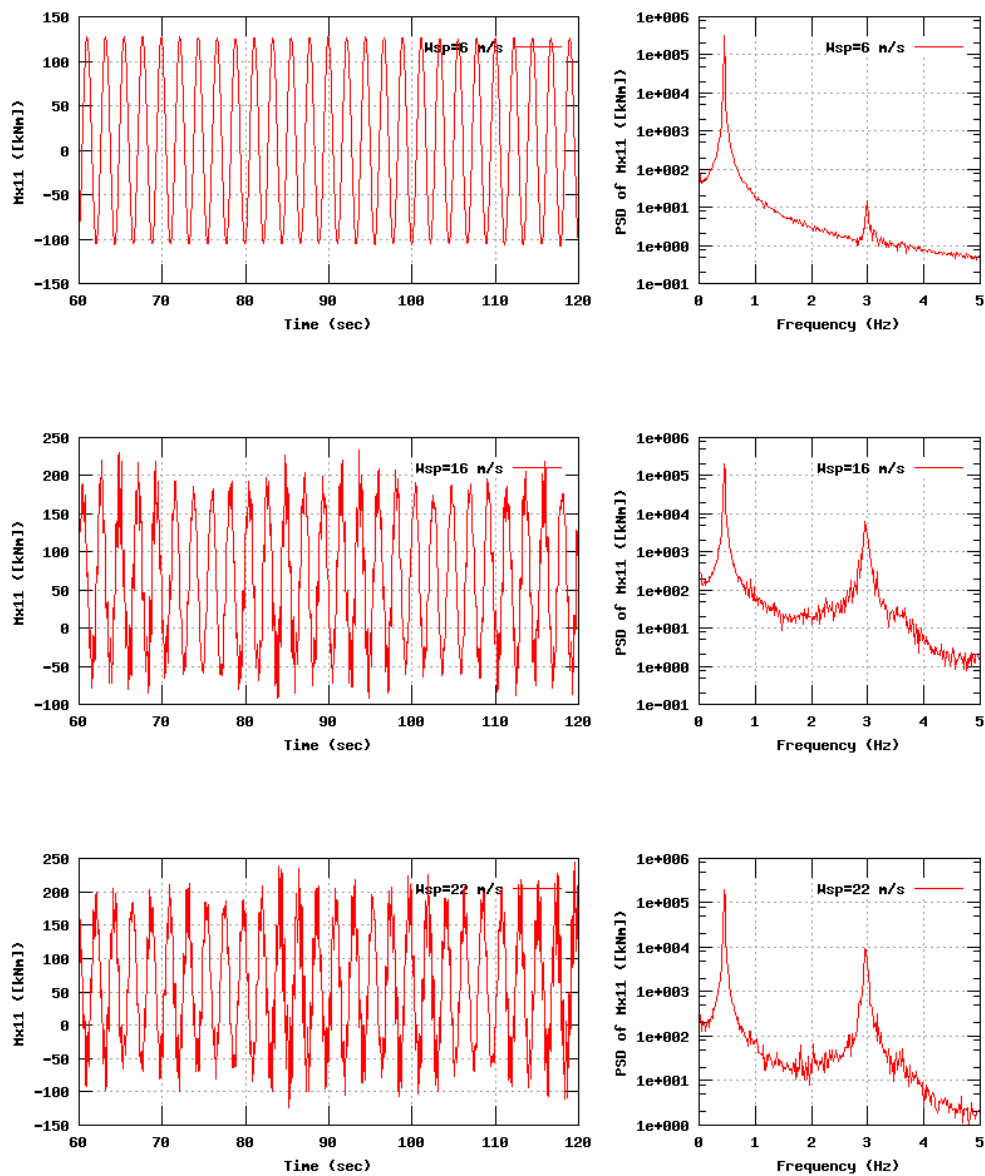 Mx11 ([kNm])
150
100
50
0
-50
-100
-150
Wsp=6 m/s
60 70 80 90 100 110 120
Time (sec)
PSD of Mx11 ([kNm])
1e+006
1e+005
1e+004
1e+003
1e+002
1e+001
1e+000
1e-001
Wsp=6 m/s
0 1 2 3 4 5
Frequency (Hz)
Mx11 ([kNm])
250
200
150
100
50
0
-50
-100
Wsp=16 m/s
60 70 80 90 100 110 120
Time (sec)
PSD of Mx11 ([kNm])
1e+006
1e+005
1e+004
1e+003
1e+002
1e+001
1e+000
1e-001
Wsp=16 m/s
0 1 2 3 4 5
Frequency (Hz)
Mx11 ([kNm])
250
200
150
100
50
0
-50
-100
-150
Wsp=22 m/s
60 70 80 90 100 110 120
Time (sec)
PSD of Mx11 ([kNm])
1e+006
1e+005
1e+004
1e+003
1e+002
1e+001
1e+000
Wsp=22 m/s
0 1 2 3 4 5
Frequency (Hz)